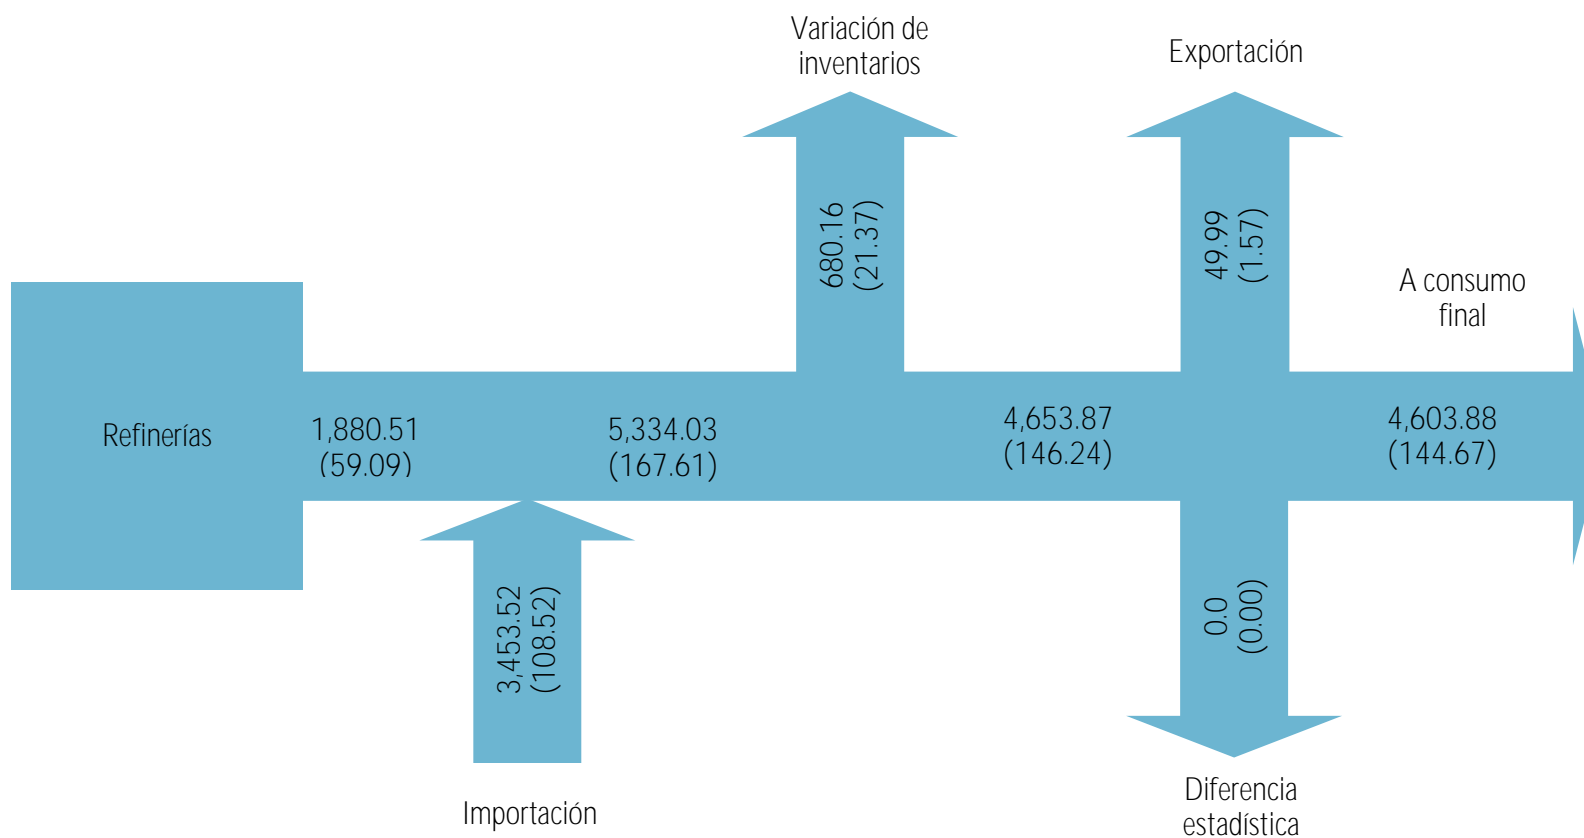 Variación de
inventarios
Exportación
680.16
(21.37)
49.99
(1.57)
A consumo
final
Refinerías
1,880.51
(59.09)
5,334.03
(167.61)
4,653.87
(146.24)
4,603.88
(144.67)
3,453.52
(108.52)
0.0
(0.00)
Importación
Diferencia
estadística